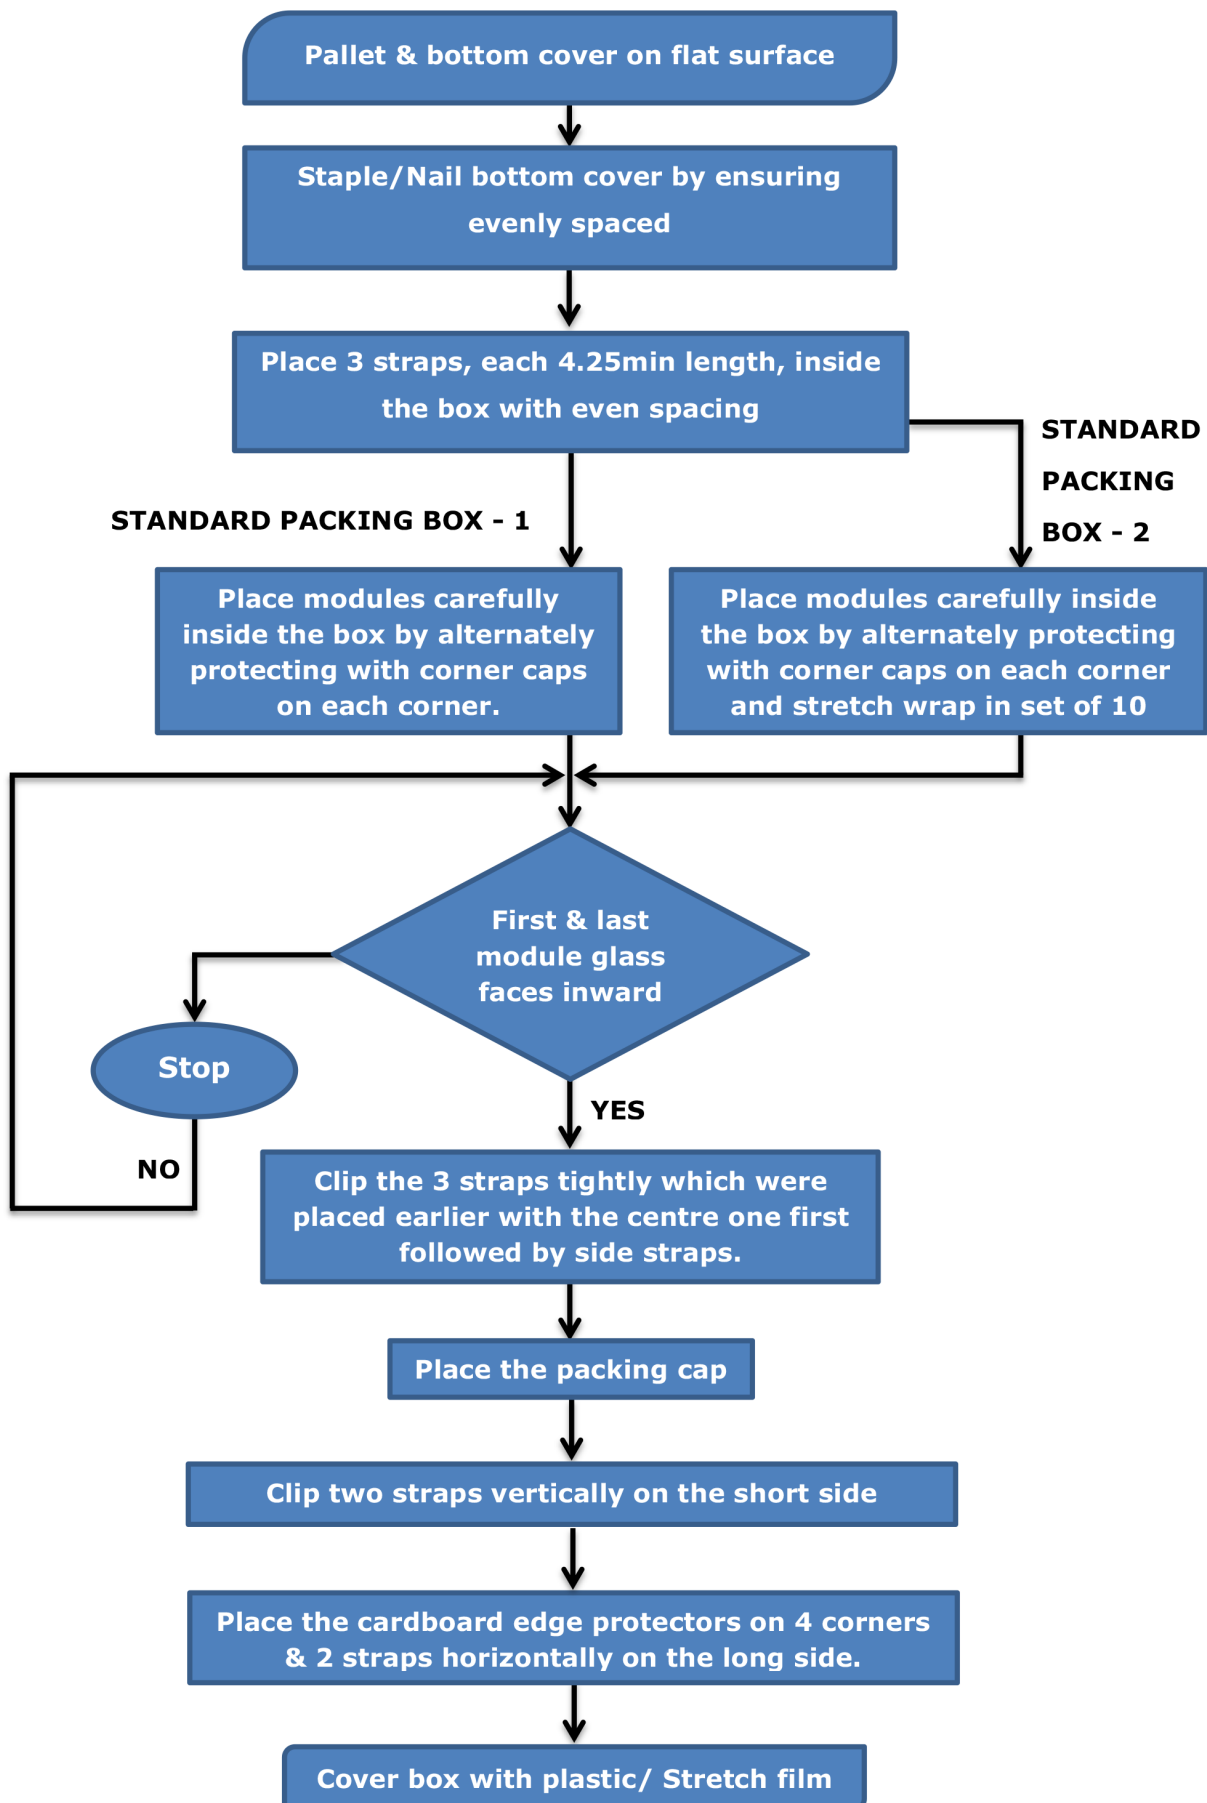 Pallet & bottom cover on flat surface
Staple/Nail bottom cover by ensuring
evenly spaced
Place 3 straps, each 4.25min length, inside
the box with even spacing
STANDARD
PACKING
BOX - 2
STANDARD PACKING BOX - 1
Place modules carefully
inside the box by alternately
protecting with corner caps
on each corner.
Place modules carefully inside
the box by alternately protecting
with corner caps on each corner
and stretch wrap in set of 10
First & last
module glass
faces inward
Stop
YES
NO
Clip the 3 straps tightly which were
placed earlier with the centre one first
followed by side straps.
Place the packing cap
Clip two straps vertically on the short side
Place the cardboard edge protectors on 4 corners
& 2 straps horizontally on the long side.
Cover box with plastic/ Stretch film